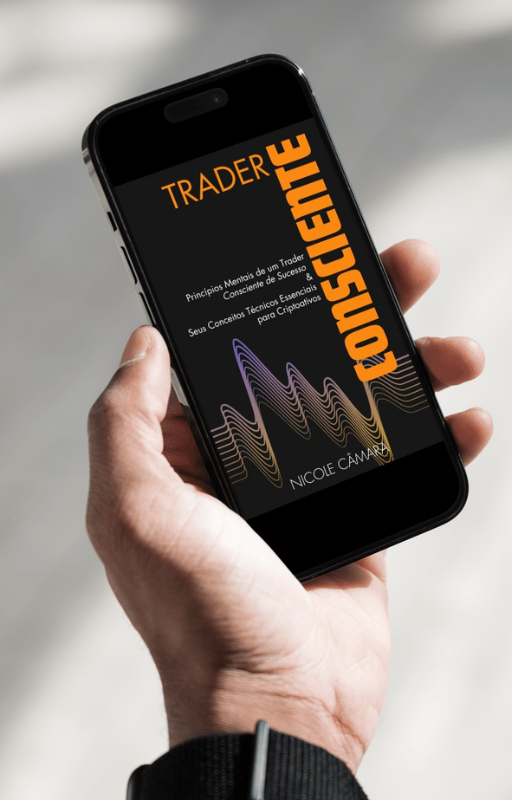 TRADER
CONSCIENTE
Princípios Mentais de um Trader
Consciente de Sucesso
&
Seus Conceitos Técnicos Essenciais
para Criptoativos
NICOLE CÂMARA